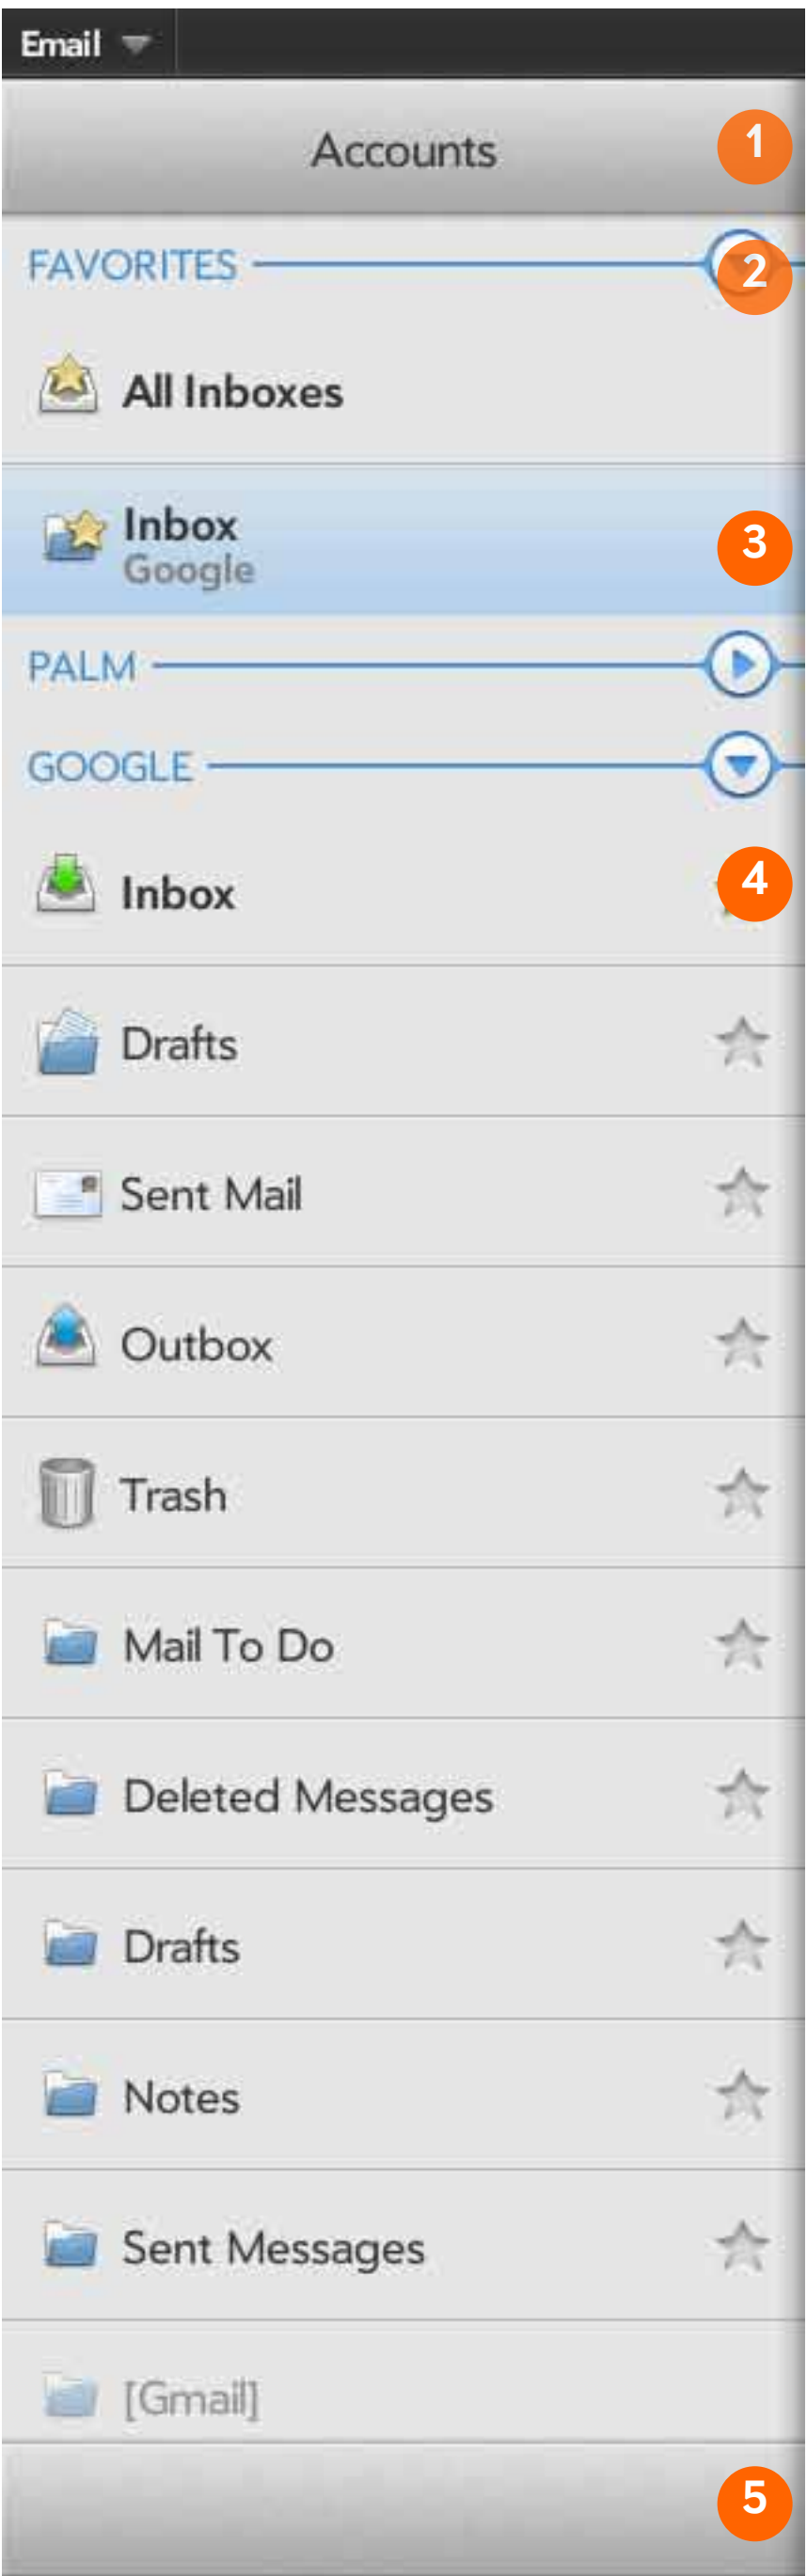 Email
Accounts
1
FAVORITES
2
All Inboxes
Inbox
Google
3
PALM
GOOGLE
Inbox
4
Drafts
Sent Mail
Outbox
Trash
Mail To Do
Deleted Messages
Drafts
Notes
Sent Messages
[Gmail]
5